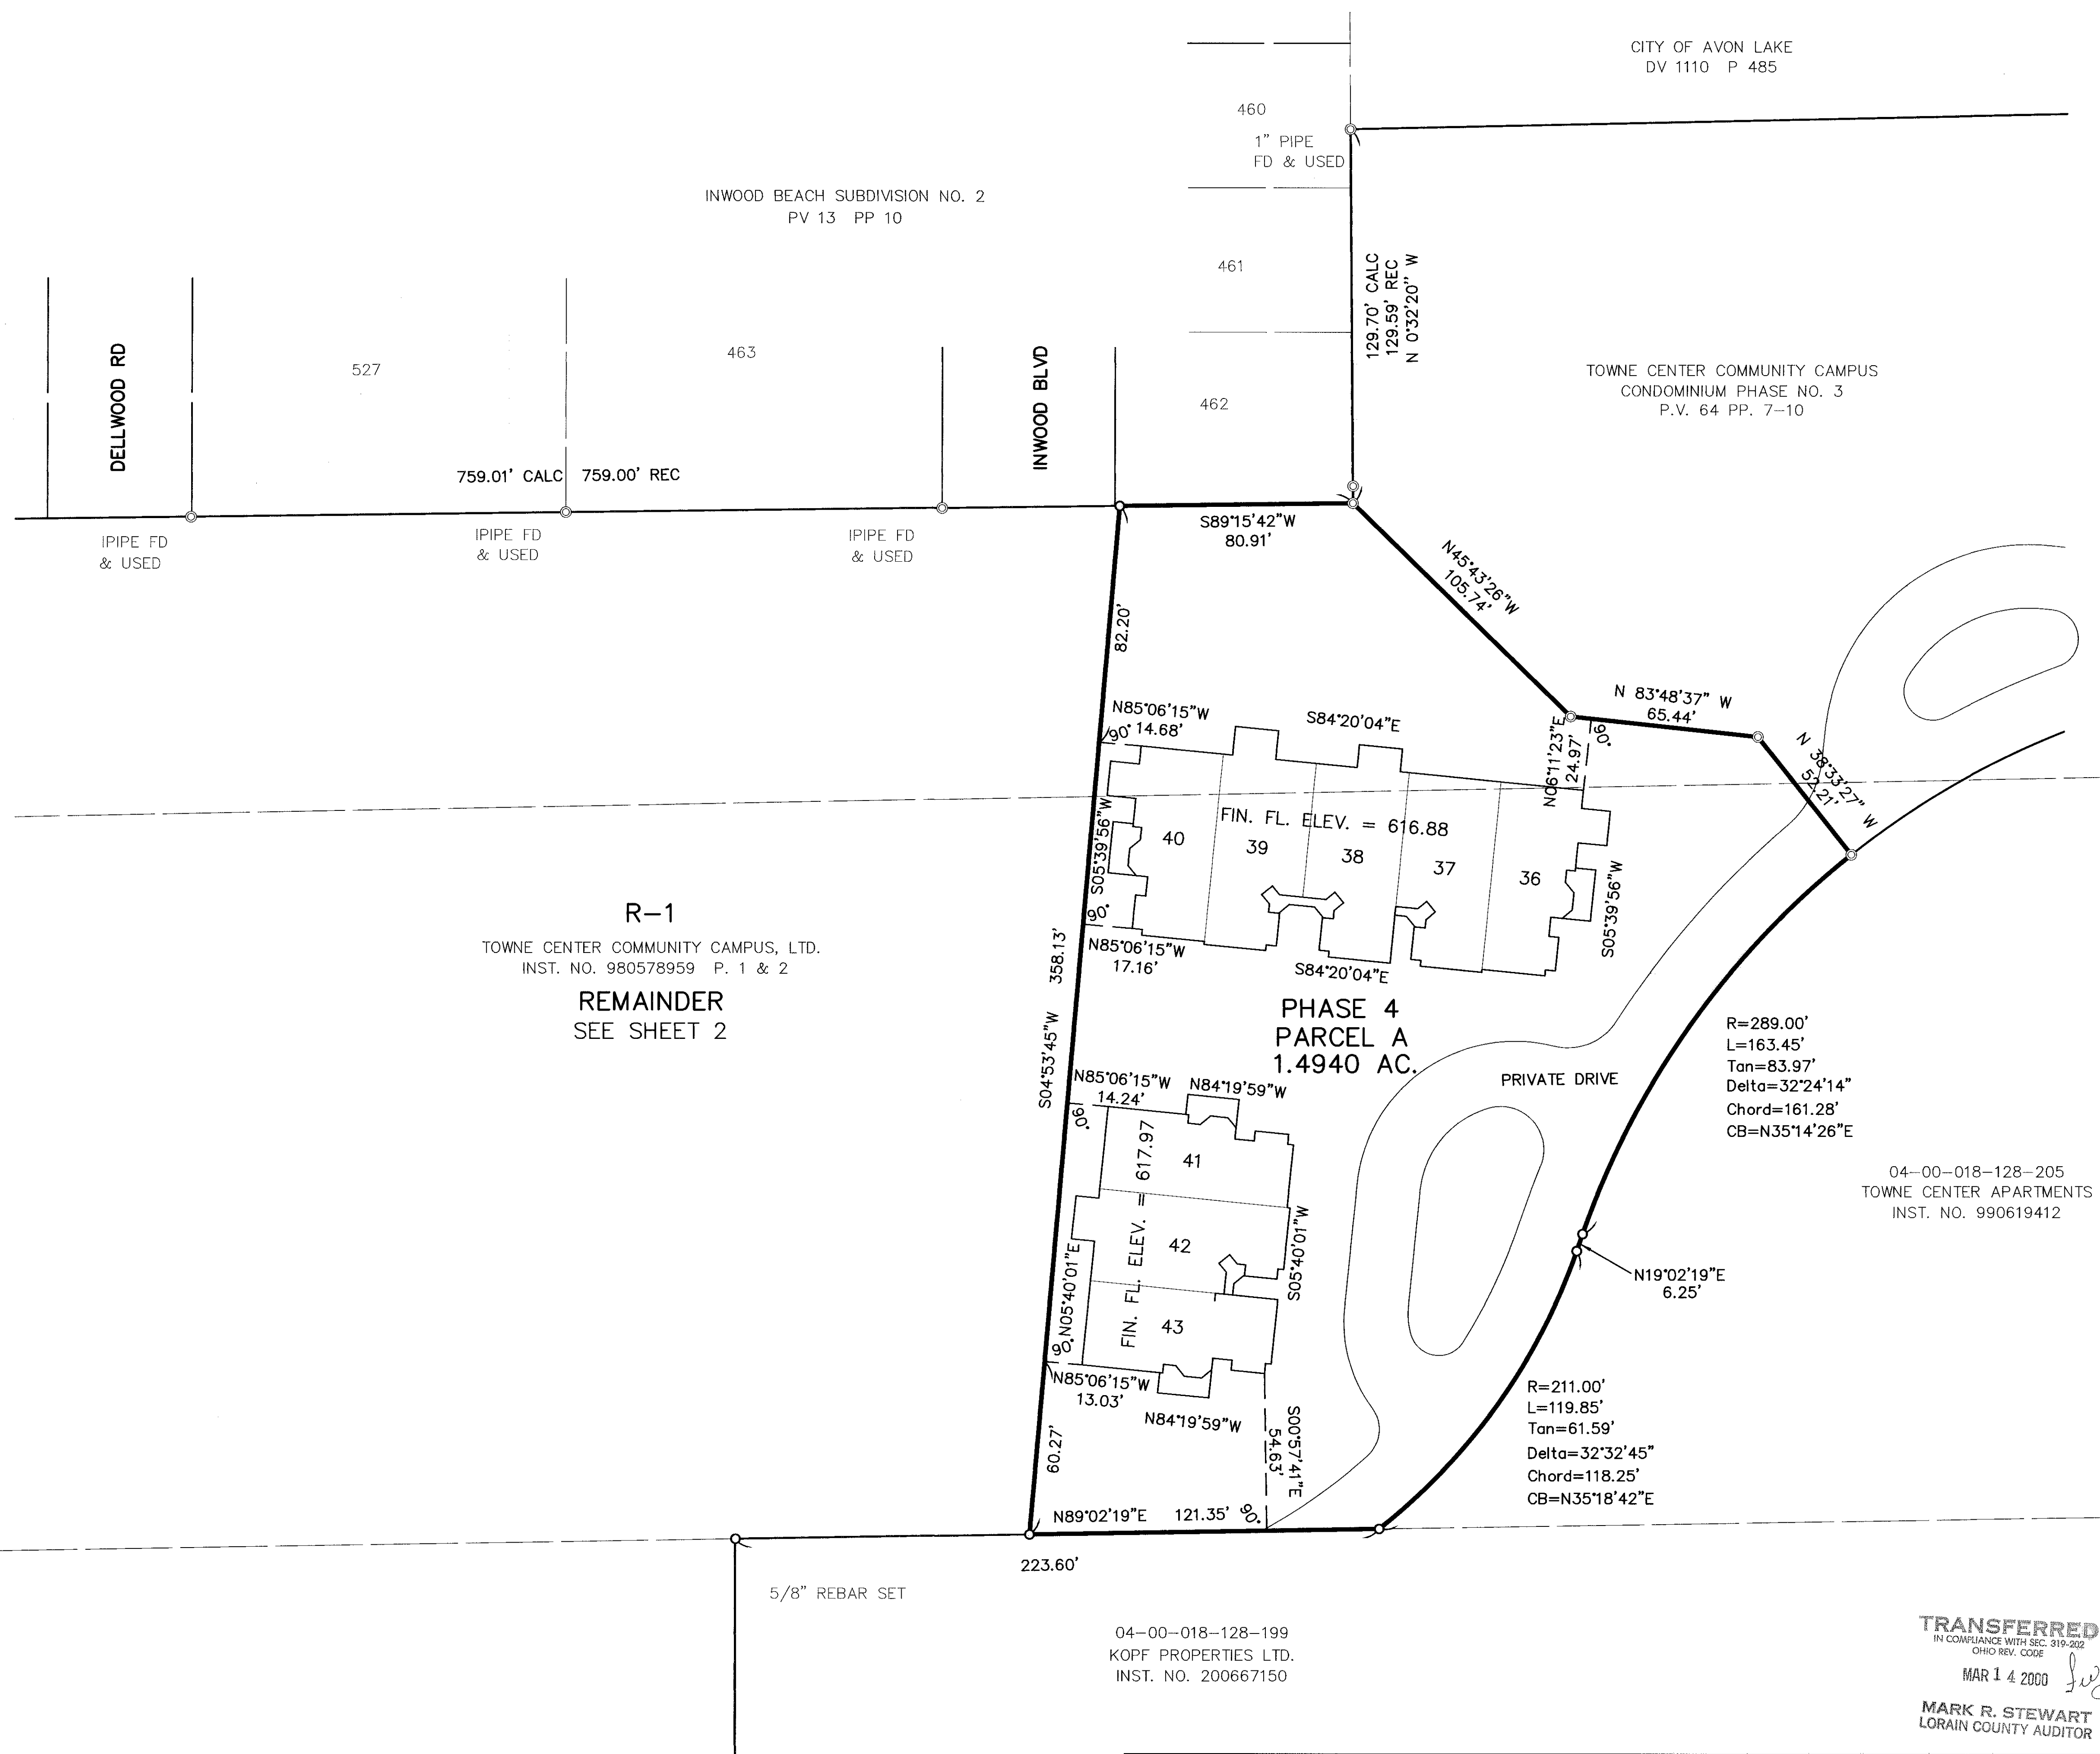 CITY OF AVON LAKE
DV 1110 P 485
460
1" PIPE
FD & USED
INWOOD BEACH SUBDIVISION NO. 2
PV 13 PP 10
461
129.70' CALC
129.59' REC
N 0°32'20" W
DELLWOOD RD
527
463
INWOOD BLVD
462
TOWNE CENTER COMMUNITY CAMPUS
CONDOMINIUM PHASE NO. 3
P.V. 64 PP. 7-10
759.01' CALC
759.00' REC
IPIPE FD
& USED
IPIPE FD
& USED
IPIPE FD
& USED
S89°15'42"W
80.91'
N45°43'26"W
105.74'
82.20'
N 83°48'37" W
65.44'
N 38°33'27" W
52.21'
N85°06'15"W
14.68'
90°
S84°20'04"E
N06°11'23"E
24.97'
90°
FIN. FL. ELEV. = 616.88
40
39
38
37
36
S05°39'56"W
S05°39'56"W
90°
N85°06'15"W
17.16'
S84°20'04"E
R-1
TOWNE CENTER COMMUNITY CAMPUS, LTD.
INST. NO. 980578959 P. 1 & 2
REMAINDER
SEE SHEET 2
S04°53'45"W 358.13'
PHASE 4
PARCEL A
1.4940 AC.
PRIVATE DRIVE
R=289.00'
L=163.45'
Tan=83.97'
Delta=32°24'14"
Chord=161.28'
CB=N35°14'26"E
N85°06'15"W
14.24'
N84°19'59"W
90°
FIN. FL. ELEV. = 617.97
41
42
43
S05°40'01"W
N05°40'01"E
04-00-018-128-205
TOWNE CENTER APARTMENTS
INST. NO. 990619412
N19°02'19"E
6.25'
90°
N85°06'15"W
13.03'
N84°19'59"W
60.27'
S00°57'41"E
54.63'
R=211.00'
L=119.85'
Tan=61.59'
Delta=32°32'45"
Chord=118.25'
CB=N35°18'42"E
N89°02'19"E 121.35' 90°
223.60'
5/8" REBAR SET
04-00-018-128-199
KOPF PROPERTIES LTD.
INST. NO. 200667150
TRANSFERRED
IN COMPLIANCE WITH SEC. 319-202
OHIO REV. CODE
MAR 14 2000
MARK R. STEWART
LORAIN COUNTY AUDITOR